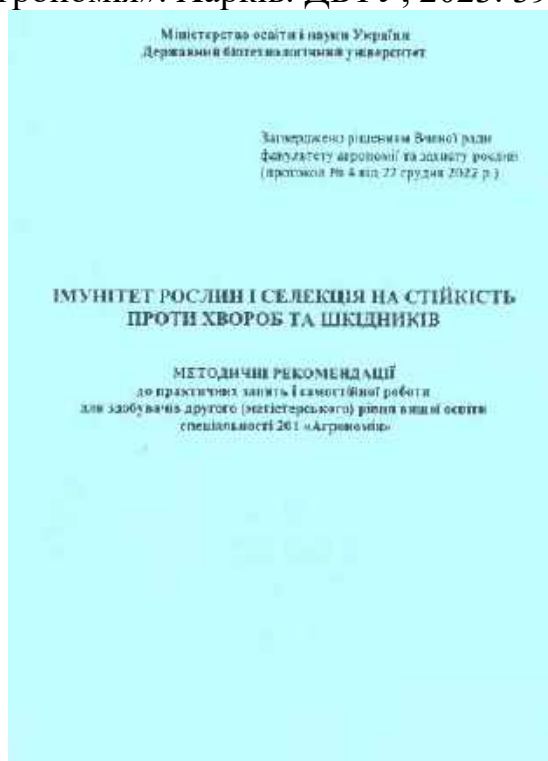 грономія». Харків: ДБТУ, 2023. 39
Міністерство освіти і науки України
Державний біотехнологічний університет
Затверджено рішенням Вченої ради
факультету агрономії та захисту рослин
(протокол № 4 від 22 грудня 2022 р.)
ІМУНІТЕТ РОСЛИН І СЕЛЕКЦІЯ НА СТІЙКІСТЬ
ПРОТИ ХВОРОБ ТА ШКІДНИКІВ
МЕТОДИЧНІ РЕКОМЕНДАЦІЇ
до практичних занять і самостійної роботи
для здобувачів другого (магістерського) рівня вищої освіти
спеціальності 201 «Агрономія»